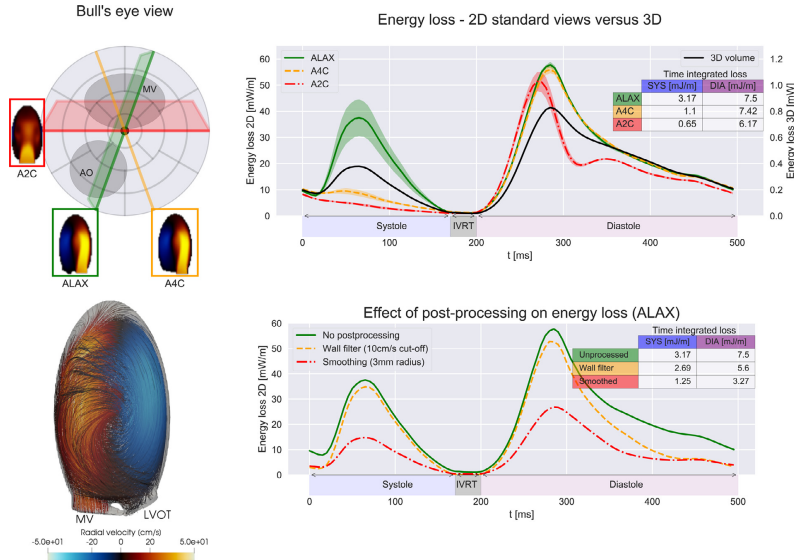 Bull's eye view
MV
AO
A2C
ALAX
A4C
MV
LVOT
Radial velocity (cm/s)
-5.0e+01 -20 0 20 5.0e+01
Energy loss - 2D standard views versus 3D
Energy loss 2D [mW/m]
60
50
40
30
20
10
0
ALAX
A4C
A2C
3D volume
Time integrated loss
SYS [mJ/m] DIA [mJ/m]
ALAX 3.17 7.5
A4C 1.1 7.42
A2C 0.65 6.17
1.2
1.0
0.8
0.6
0.4
0.2
0.0
Energy loss 3D [mW]
Systole IVRT Diastole
0 100 200 300 400 500
t [ms]
Effect of post-processing on energy loss (ALAX)
Energy loss 2D [mW/m]
60
50
40
30
20
10
0
No postprocessing
Wall filter (10cm/s cut-off)
Smoothing (3mm radius)
Time integrated loss
SYS [mJ/m] DIA [mJ/m]
Unprocessed 3.17 7.5
Wall filter 2.69 5.6
Smoothed 1.25 3.27
Systole IVRT Diastole
0 100 200 300 400 500
t [ms]